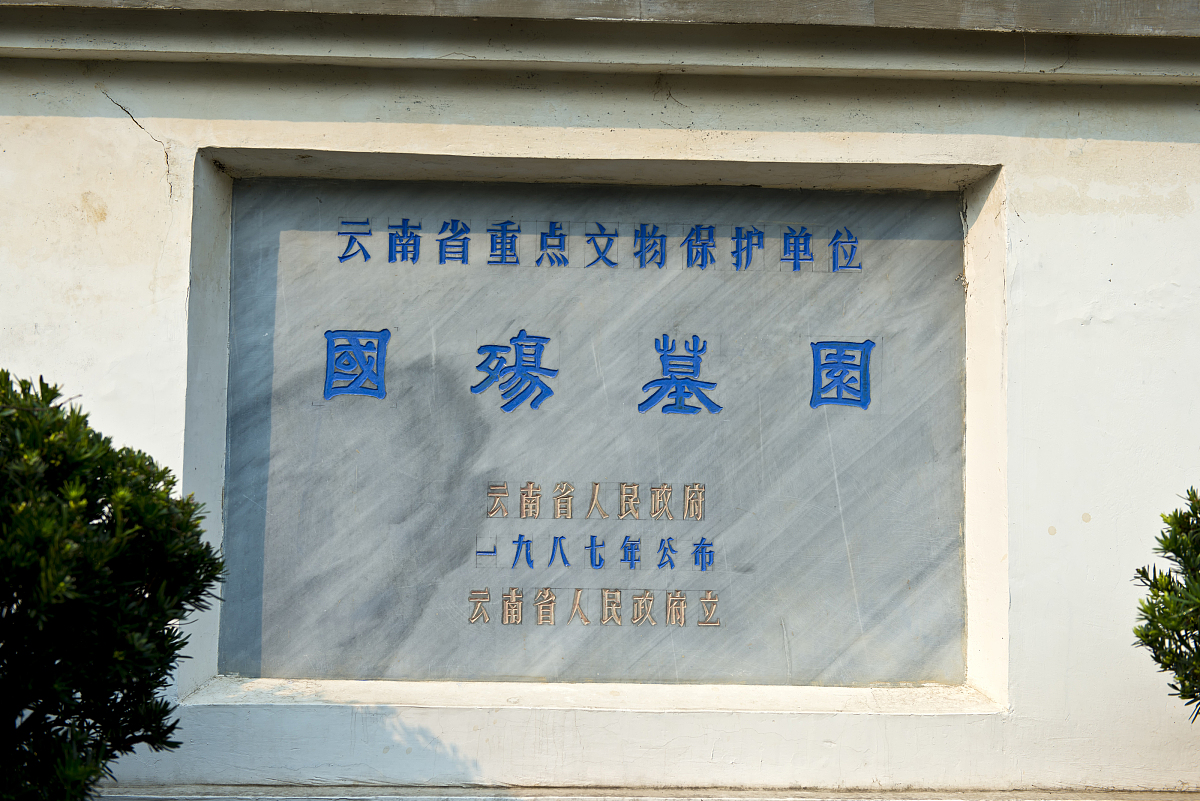 云南省重点文物保护单位
國殤墓園
云南省人民政府
一九八七年公布
云南省人民政府立